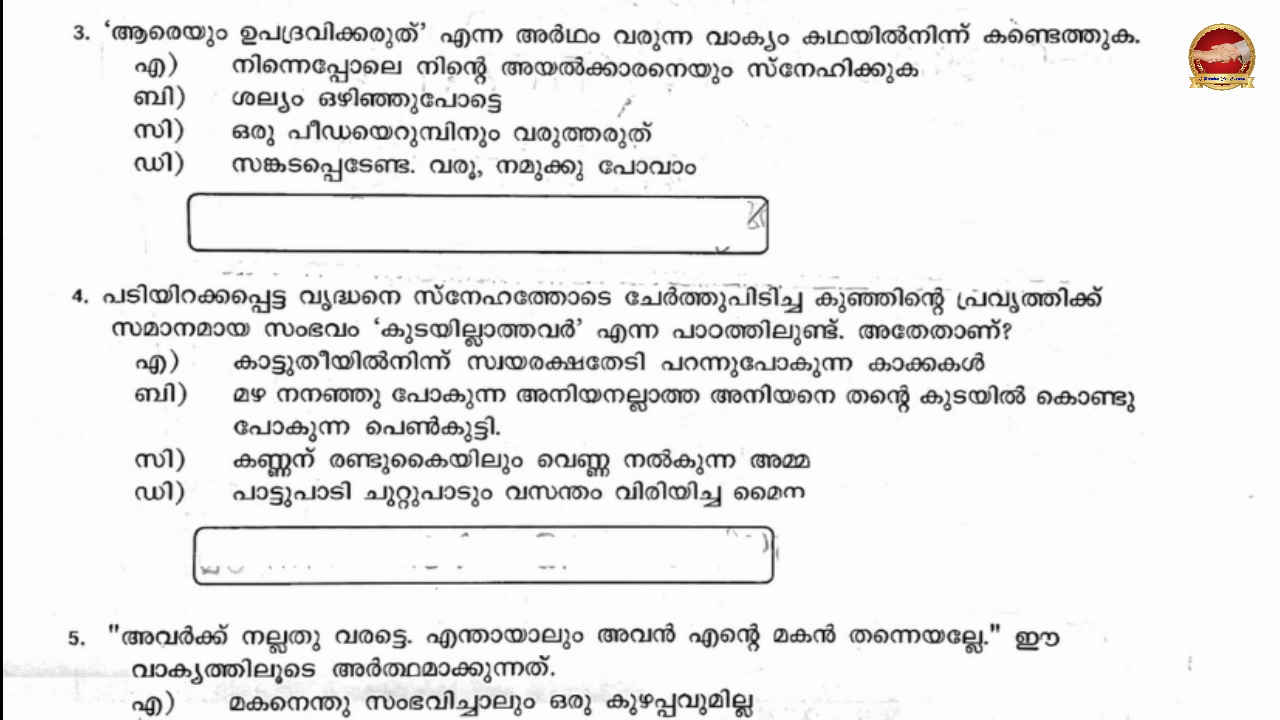 3. ‘ആരെയും ഉപദ്രവിക്കരുത്’ എന്ന അർഥം വരുന്ന വാക്യം കഥയിൽനിന്ന് കണ്ടെത്തുക.
എ) നിന്നെപ്പോലെ നിന്റെ അയൽക്കാരനെയും സ്നേഹിക്കുക
ബി) ശല്യം ഒഴിഞ്ഞുപോട്ടെ
സി) ഒരു പീഡയെറുമ്പിനും വരുത്തരുത്
ഡി) സങ്കടപ്പെടേണ്ട. വരൂ, നമുക്കു പോവാം
4. പടിയിറക്കപ്പെട്ട വൃദ്ധനെ സ്നേഹത്തോടെ ചേർത്തുപിടിച്ച കുഞ്ഞിന്റെ പ്രവൃത്തിക്ക്
സമാനമായ സംഭവം ‘കുടയില്ലാത്തവർ’ എന്ന പാഠത്തിലുണ്ട്. അതേതാണ്?
എ) കാട്ടുതീയിൽനിന്ന് സ്വയരക്ഷതേടി പറന്നുപോകുന്ന കാക്കകൾ
ബി) മഴ നനഞ്ഞു പോകുന്ന അനിയനല്ലാത്ത അനിയനെ തന്റെ കുടയിൽ കൊണ്ടു
പോകുന്ന പെൺകുട്ടി.
സി) കണ്ണന് രണ്ടുകൈയിലും വെണ്ണ നൽകുന്ന അമ്മ
ഡി) പാട്ടുപാടി ചുറ്റുപാടും വസന്തം വിരിയിച്ച മൈന
5. "അവർക്ക് നല്ലതു വരട്ടെ. എന്തായാലും അവൻ എന്റെ മകൻ തന്നെയല്ലേ." ഈ
വാക്യത്തിലൂടെ അർത്ഥമാക്കുന്നത്.
എ) മകനെന്തു സംഭവിച്ചാലും ഒരു കുഴപ്പവുമില്ല